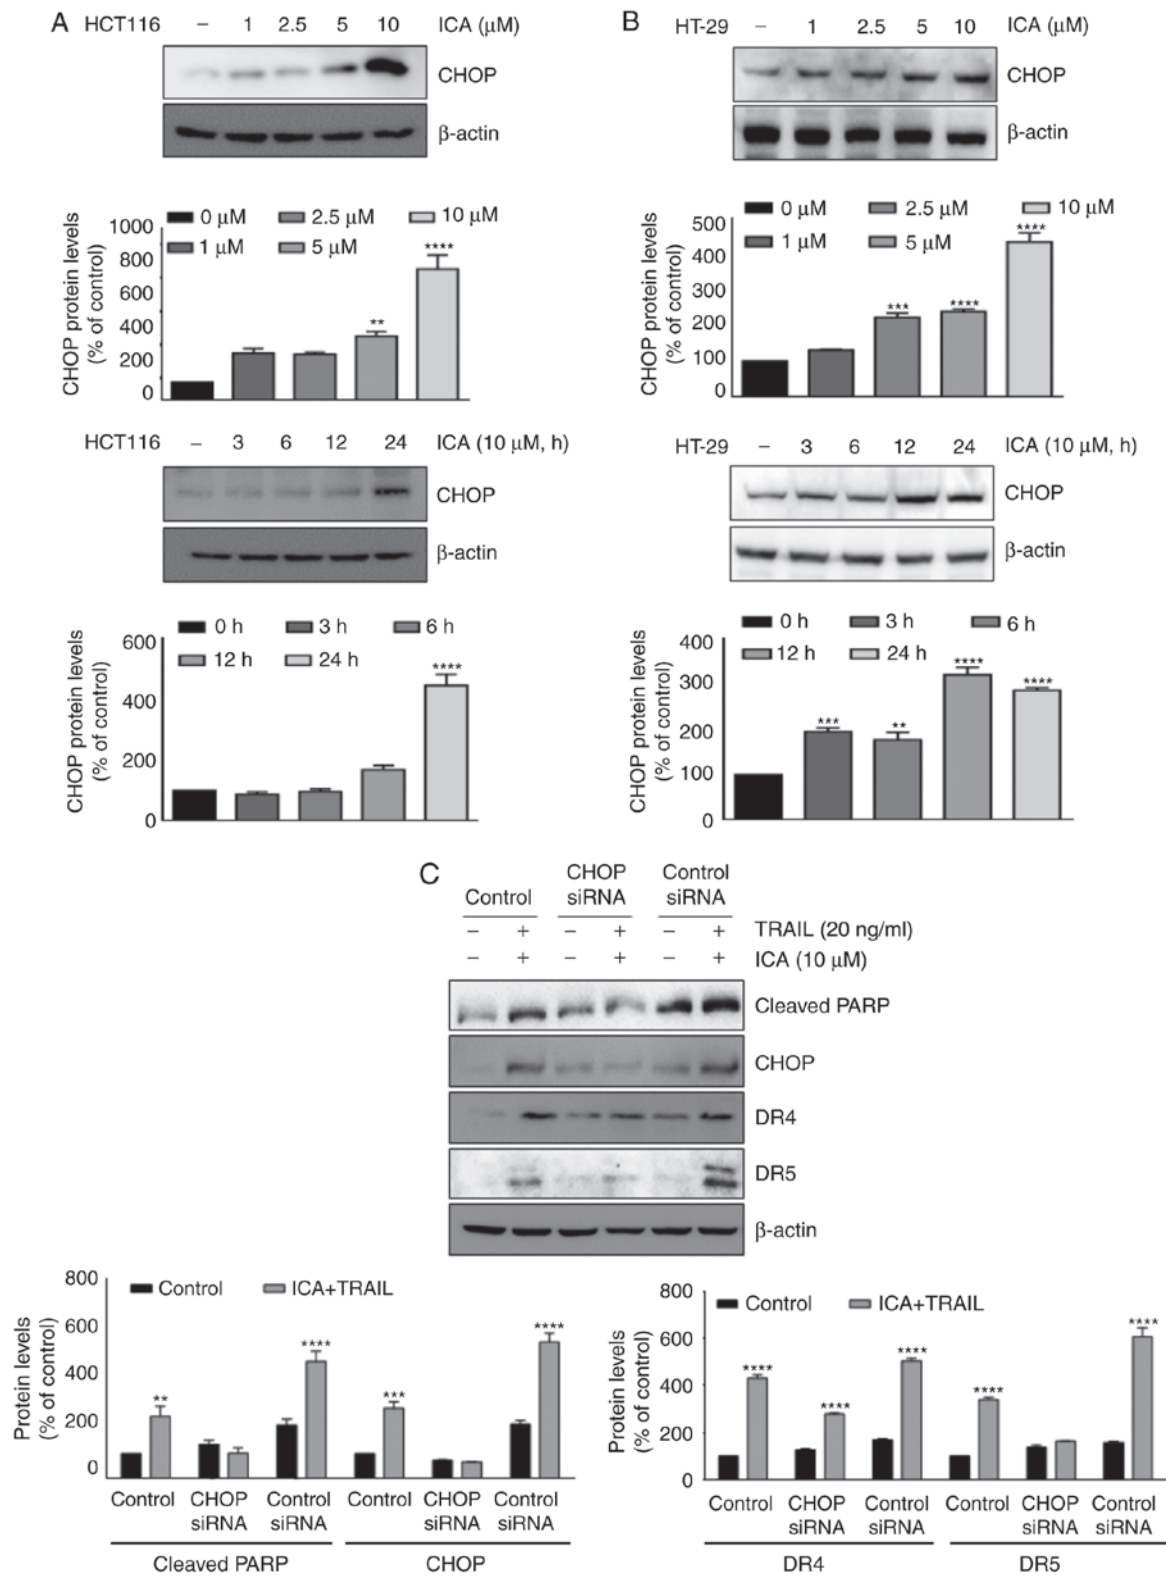 A HCT116 – 1 2.5 5 10 ICA (μM)
CHOP
β-actin
CHOP protein levels
(% of control)
0 μM 2.5 μM 10 μM
1 μM 5 μM
1000
800
600
400
200
0
**
****
HCT116 – 3 6 12 24 ICA (10 μM, h)
CHOP
β-actin
CHOP protein levels
(% of control)
0 h 3 h 6 h
12 h 24 h
600
400
200
0
****
B HT-29 – 1 2.5 5 10 ICA (μM)
CHOP
β-actin
CHOP protein levels
(% of control)
0 μM 2.5 μM 10 μM
1 μM 5 μM
500
400
300
200
100
0
***
****
****
HT-29 – 3 6 12 24 ICA (10 μM, h)
CHOP
β-actin
CHOP protein levels
(% of control)
0 h 3 h 6 h
12 h 24 h
400
300
200
100
0
***
**
****
****
C
Control CHOP siRNA Control siRNA
– + – + – + TRAIL (20 ng/ml)
– + – + – + ICA (10 μM)
Cleaved PARP
CHOP
DR4
DR5
β-actin
Protein levels
(% of control)
Control ICA+TRAIL
800
600
400
200
0
**
****
***
****
Control CHOP siRNA Control siRNA Control CHOP siRNA Control siRNA
Cleaved PARP CHOP
Protein levels
(% of control)
Control ICA+TRAIL
800
600
400
200
0
****
****
****
****
****
Control CHOP siRNA Control siRNA Control CHOP siRNA Control siRNA
DR4 DR5